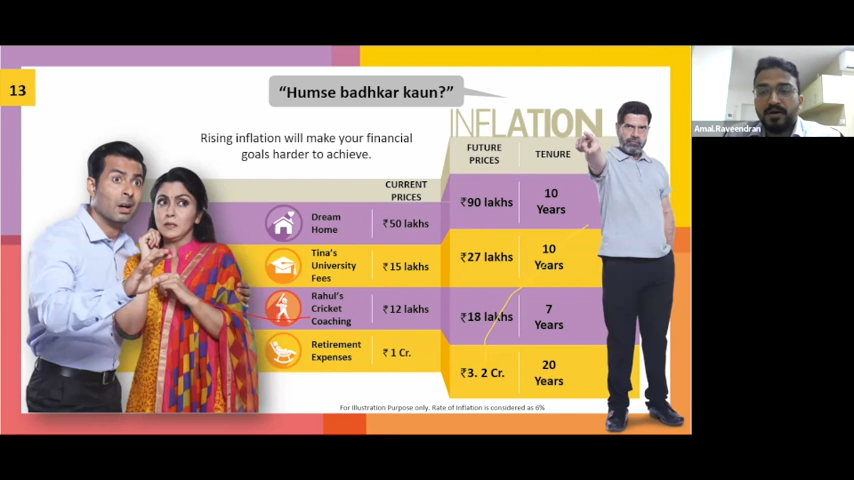 13
“Humse badhkar kaun?”
INFLATION
Rising inflation will make your financial
goals harder to achieve.
CURRENT
PRICES
FUTURE
PRICES
TENURE
Dream
Home
₹50 lakhs
₹90 lakhs
10
Years
Tina's
University
Fees
₹15 lakhs
₹27 lakhs
10
Years
Rahul's
Cricket
Coaching
₹12 lakhs
₹18 lakhs
7
Years
Retirement
Expenses
₹ 1 Cr.
₹3. 2 Cr.
20
Years
For Illustration Purpose only. Rate of Inflation is considered as 6%
Amal.Raveendran